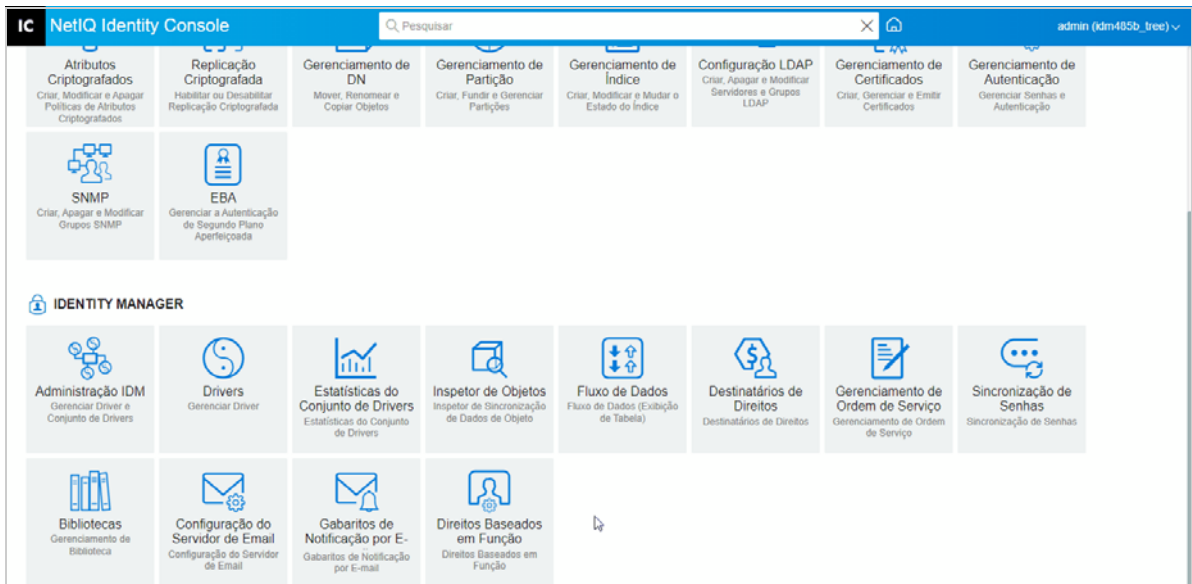 IC NetIQ Identity Console
Pesquisar
admin (idm485b_tree)
Atributos
Criptografados
Criar, Modificar e Apagar
Políticas de Atributos
Criptografados
Replicação
Criptografada
Habilitar ou Desabilitar
Replicação Criptografada
Gerenciamento de
DN
Mover, Renomear e
Copiar Objetos
Gerenciamento de
Partição
Criar, Fundir e Gerenciar
Partições
Gerenciamento de
Índice
Criar, Modificar e Mudar o
Estado do Índice
Configuração LDAP
Criar, Apagar e Modificar
Servidores e Grupos
LDAP
Gerenciamento de
Certificados
Criar, Gerenciar e Emitir
Certificados
Gerenciamento de
Autenticação
Gerenciar Senhas e
Autenticação
SNMP
Criar, Apagar e Modificar
Grupos SNMP
EBA
Gerenciar a Autenticação
de Segundo Plano
Aperfeiçoada
IDENTITY MANAGER
Administração IDM
Gerenciar Driver e
Conjunto de Drivers
Drivers
Gerenciar Driver
Estatísticas do
Conjunto de Drivers
Estatísticas do Conjunto
de Drivers
Inspetor de Objetos
Inspetor de Sincronização
de Dados de Objeto
Fluxo de Dados
Fluxo de Dados (Exibição
de Tabela)
Destinatários de
Direitos
Destinatários de Direitos
Gerenciamento de
Ordem de Serviço
Gerenciamento de Ordem
de Serviço
Sincronização de
Senhas
Sincronização de Senhas
Bibliotecas
Gerenciamento de
Biblioteca
Configuração do
Servidor de Email
Configuração do Servidor
de Email
Gabaritos de
Notificação por E-
Gabaritos de Notificação
por E-mail
Direitos Baseados
em Função
Direitos Baseados em
Função